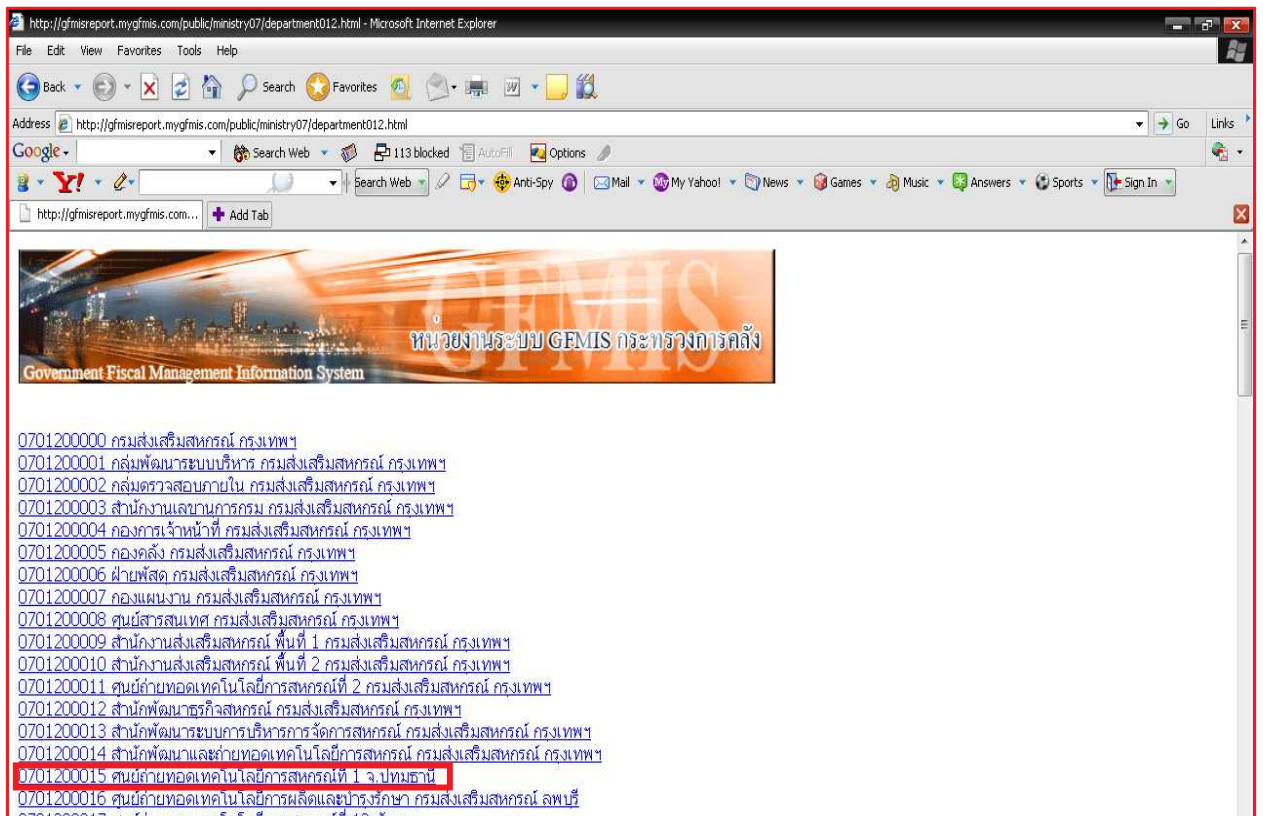 http://gfmisreport.mygfmis.com/public/ministry07/department012.html - Microsoft Internet Explorer
File Edit View Favorites Tools Help
Back Search Favorites
Address http://gfmisreport.mygfmis.com/public/ministry07/department012.html Go Links
Google Search Web 113 blocked AutoFill Options
Y! Search Web Anti-Spy Mail My Yahoo! News Games Music Answers Sports Sign In
http://gfmisreport.mygfmis.com... Add Tab
GFMIS
หน่วยงานระบบ GFMIS กระทรวงการคลัง
Government Fiscal Management Information System
0701200000 กรมส่งเสริมสหกรณ์ กรุงเทพฯ
0701200001 กลุ่มพัฒนาระบบบริหาร กรมส่งเสริมสหกรณ์ กรุงเทพฯ
0701200002 กลุ่มตรวจสอบภายใน กรมส่งเสริมสหกรณ์ กรุงเทพฯ
0701200003 สำนักงานเลขานุการกรม กรมส่งเสริมสหกรณ์ กรุงเทพฯ
0701200004 กองการเจ้าหน้าที่ กรมส่งเสริมสหกรณ์ กรุงเทพฯ
0701200005 กองคลัง กรมส่งเสริมสหกรณ์ กรุงเทพฯ
0701200006 ฝ่ายพัสดุ กรมส่งเสริมสหกรณ์ กรุงเทพฯ
0701200007 กองแผนงาน กรมส่งเสริมสหกรณ์ กรุงเทพฯ
0701200008 ศูนย์สารสนเทศ กรมส่งเสริมสหกรณ์ กรุงเทพฯ
0701200009 สำนักงานส่งเสริมสหกรณ์ พื้นที่ 1 กรมส่งเสริมสหกรณ์ กรุงเทพฯ
0701200010 สำนักงานส่งเสริมสหกรณ์ พื้นที่ 2 กรมส่งเสริมสหกรณ์ กรุงเทพฯ
0701200011 ศูนย์ถ่ายทอดเทคโนโลยีการสหกรณ์ที่ 2 กรมส่งเสริมสหกรณ์ กรุงเทพฯ
0701200012 สำนักพัฒนาธุรกิจสหกรณ์ กรมส่งเสริมสหกรณ์ กรุงเทพฯ
0701200013 สำนักพัฒนาระบบการบริหารการจัดการสหกรณ์ กรมส่งเสริมสหกรณ์ กรุงเทพฯ
0701200014 สำนักพัฒนาและถ่ายทอดเทคโนโลยีการสหกรณ์ กรมส่งเสริมสหกรณ์ กรุงเทพฯ
0701200015 ศูนย์ถ่ายทอดเทคโนโลยีการสหกรณ์ที่ 1 จ.ปทุมธานี
0701200016 ศูนย์ถ่ายทอดเทคโนโลยีการผลิตและบำรุงรักษา กรมส่งเสริมสหกรณ์ ลพบุรี